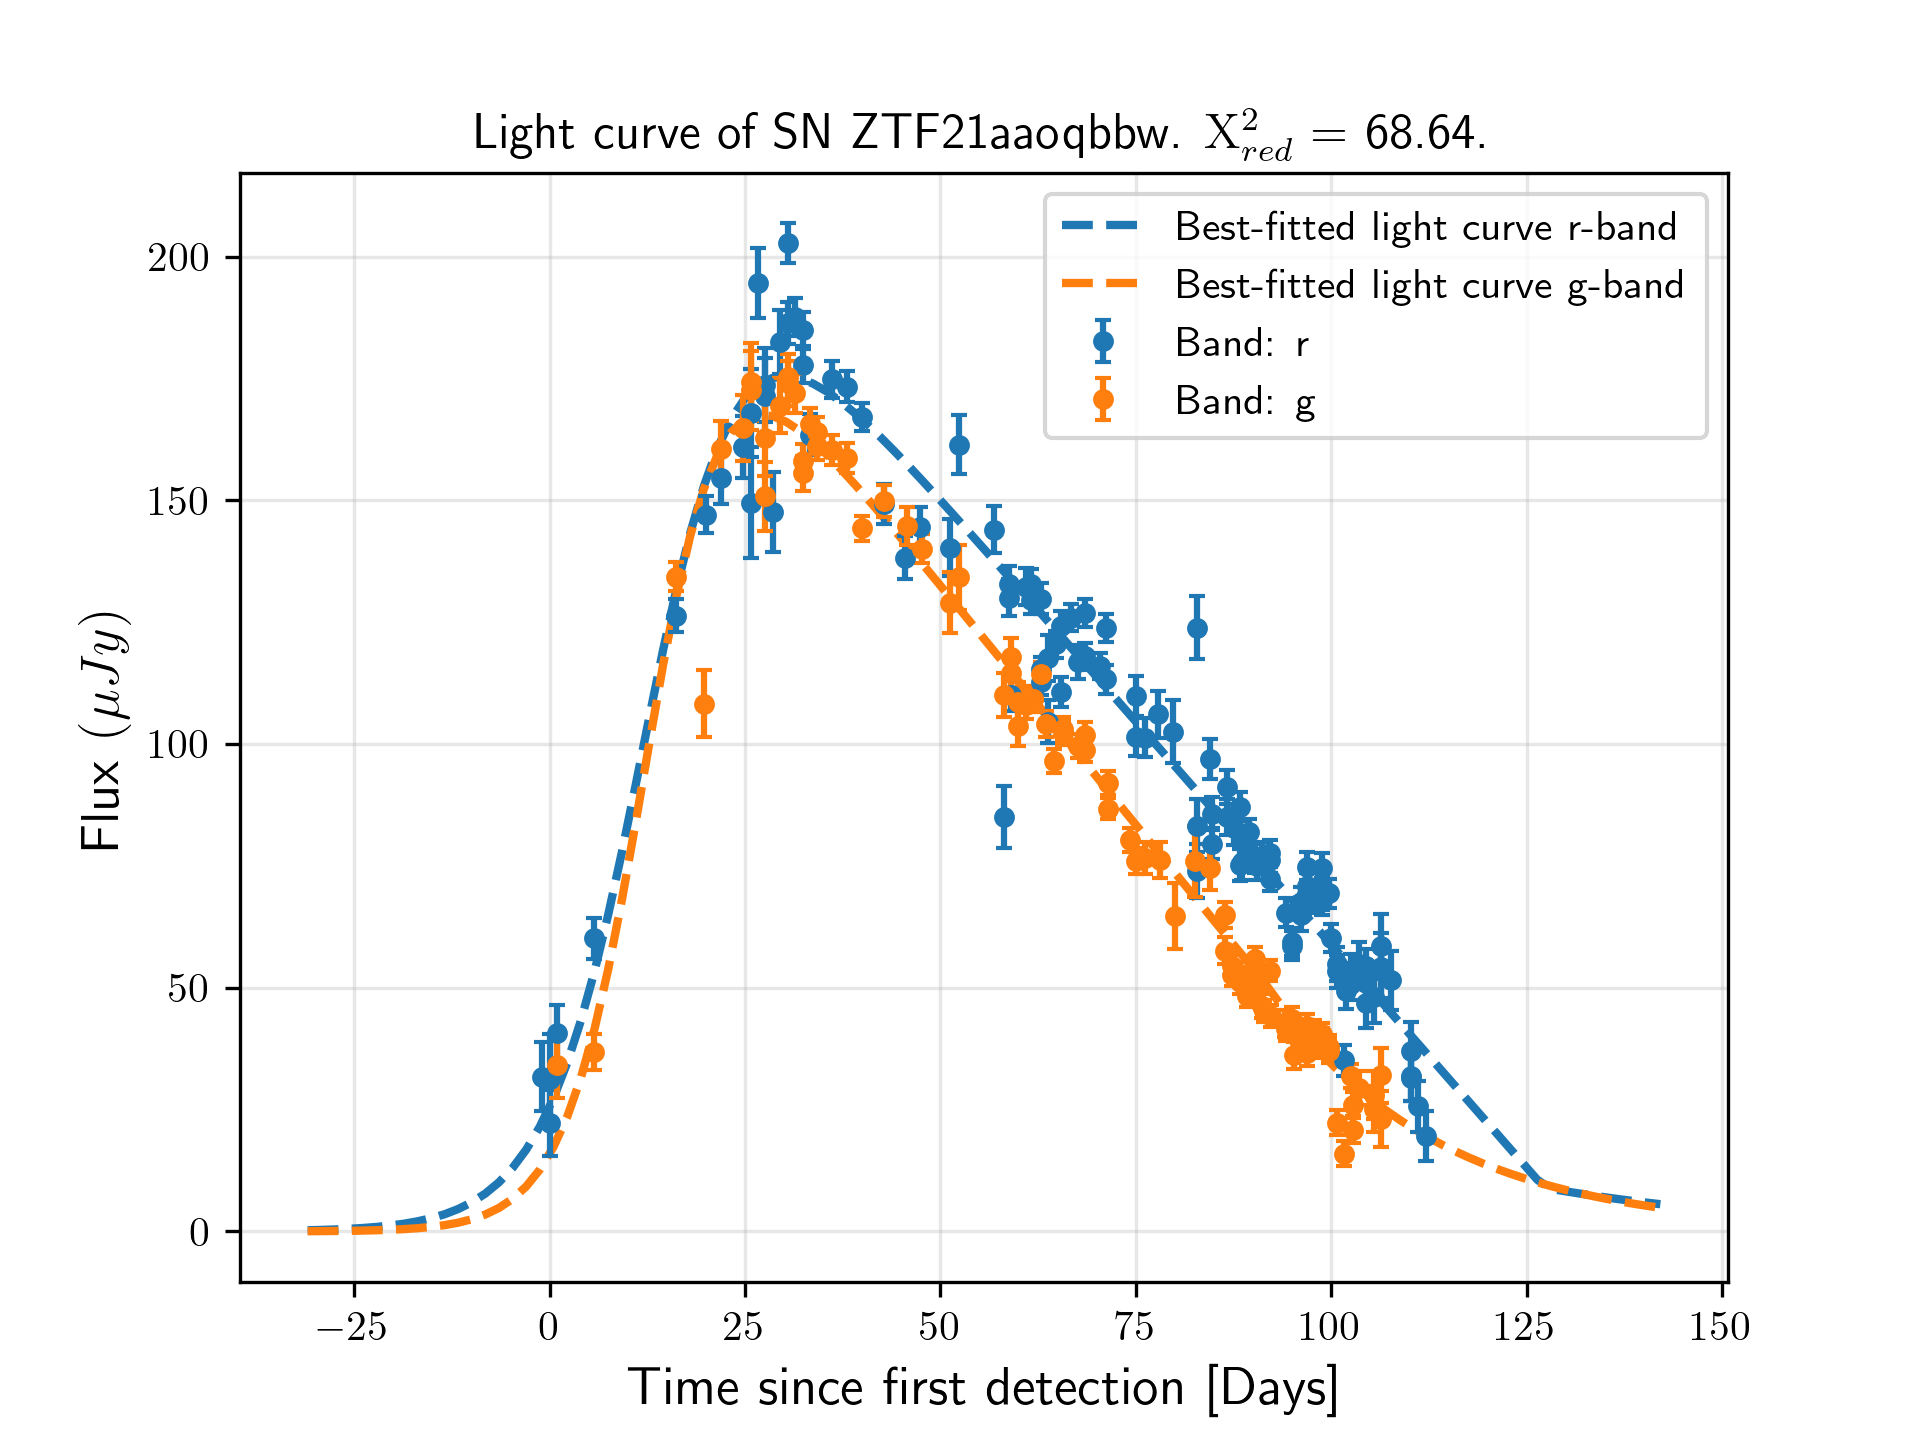 Light curve of SN ZTF21aaoqbbw. X²red = 68.64.
Best-fitted light curve r-band
Best-fitted light curve g-band
Band: r
Band: g
200
150
100
50
0
Flux (μJy)
−25 0 25 50 75 100 125 150
Time since first detection [Days]